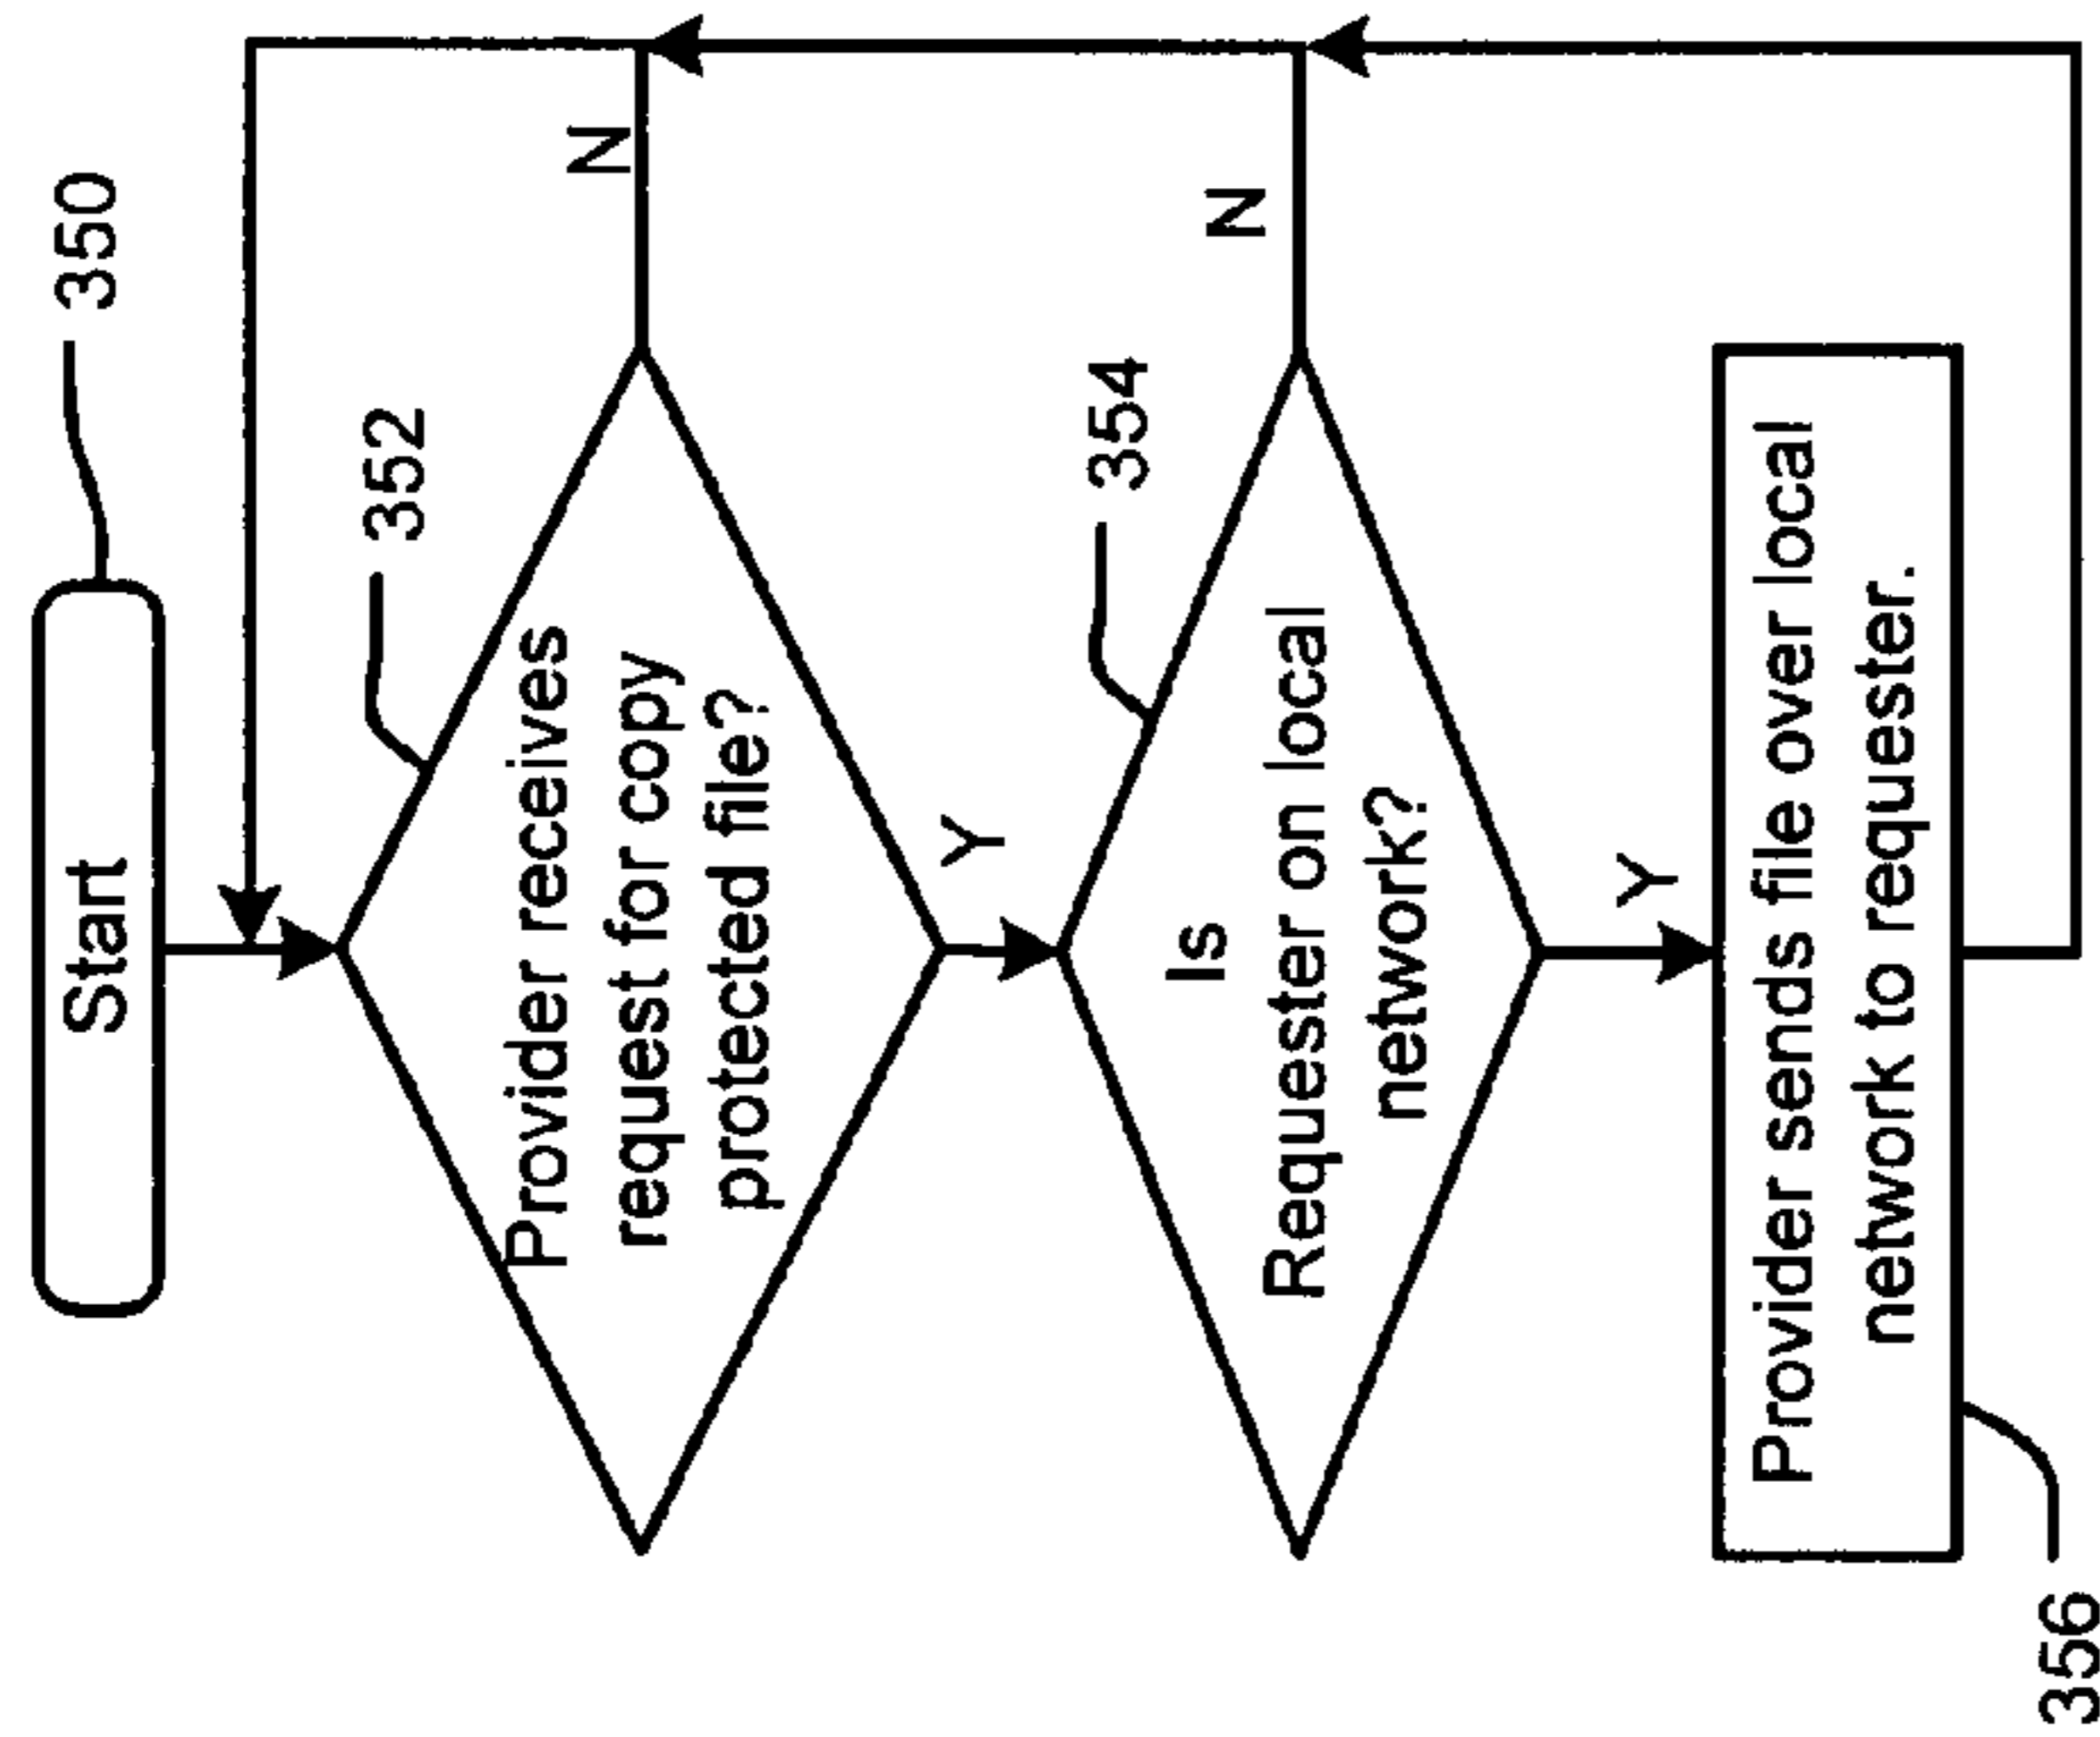 Start
350
352
Provider receives
request for copy
protected file?
N
Y
354
Is
Requester on local
network?
N
Y
Provider sends file over local
network to requester.
356